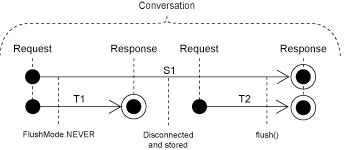 Conversation
Request Response Request Response
S1
T1 T2
FlushMode.NEVER Disconnected and stored flush()